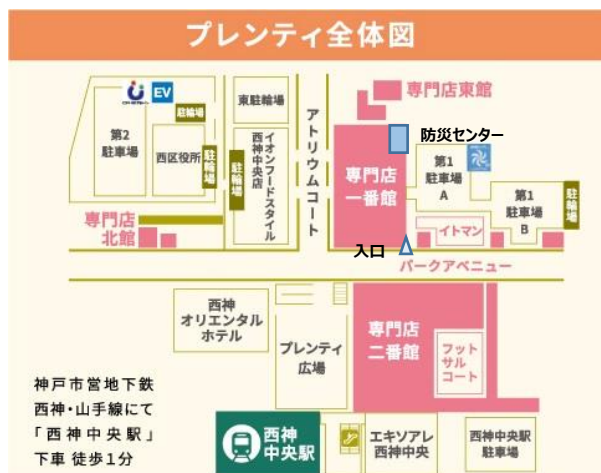 プレンティ全体図
EV
駐輪場
第2
駐車場
西区役所
駐輪場
東駐輪場
駐輪場
イオンフードスタイル
西神中央店
アトリウムコート
専門店東館
防災センター
専門店
一番館
第1
駐車場
A
第1
駐車場
B
駐輪場
専門店
北館
イトマン
入口
パークアベニュー
西神
オリエンタル
ホテル
プレンティ
広場
専門店
二番館
フット
サル
コート
神戸市営地下鉄
西神・山手線にて
「西神中央駅」
下車 徒歩1分
西神
中央駅
エキソアレ
西神中央
西神中央駅
駐車場